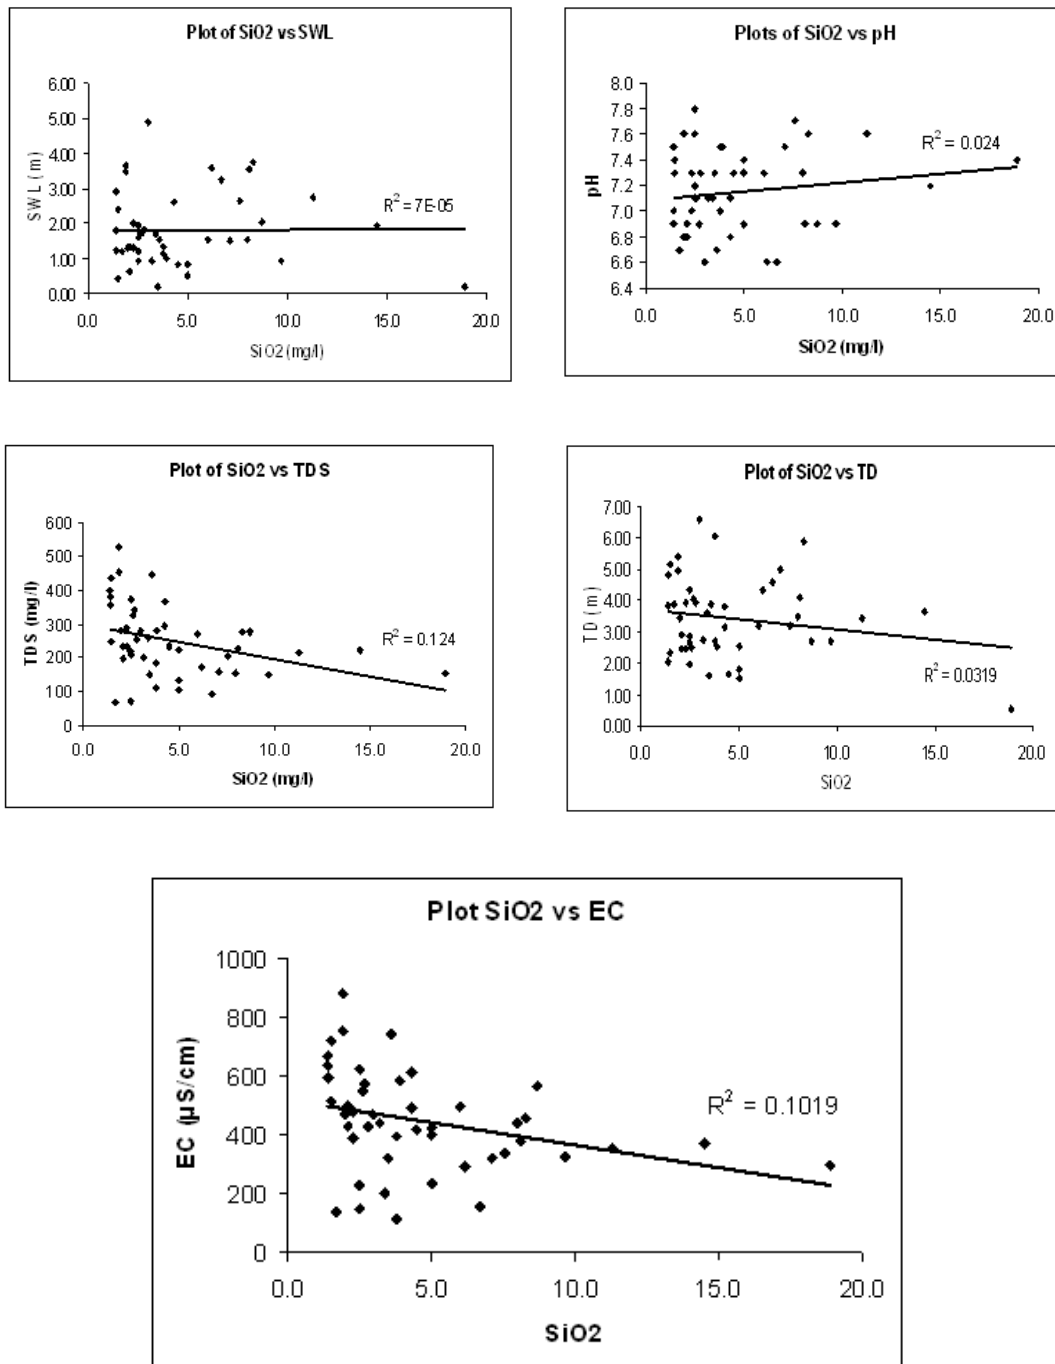 Plot of SiO2 vs SWL
6.00
5.00
4.00
3.00
2.00
1.00
0.00
SWL (m)
R² = 7E-05
0.0 5.0 10.0 15.0 20.0
SiO2 (mg/l)
Plots of SiO2 vs pH
8.0
7.8
7.6
7.4
7.2
7.0
6.8
6.6
6.4
pH
R² = 0.024
0.0 5.0 10.0 15.0 20.0
SiO2 (mg/l)
Plot of SiO2 vs TDS
600
500
400
300
200
100
0
TDS (mg/l)
R² = 0.124
0.0 5.0 10.0 15.0 20.0
SiO2 (mg/l)
Plot of SiO2 vs TD
7.00
6.00
5.00
4.00
3.00
2.00
1.00
0.00
TD (m)
R² = 0.0319
0.0 5.0 10.0 15.0 20.0
SiO2
Plot SiO2 vs EC
1000
800
600
400
200
0
EC (µS/cm)
R² = 0.1019
0.0 5.0 10.0 15.0 20.0
SiO2